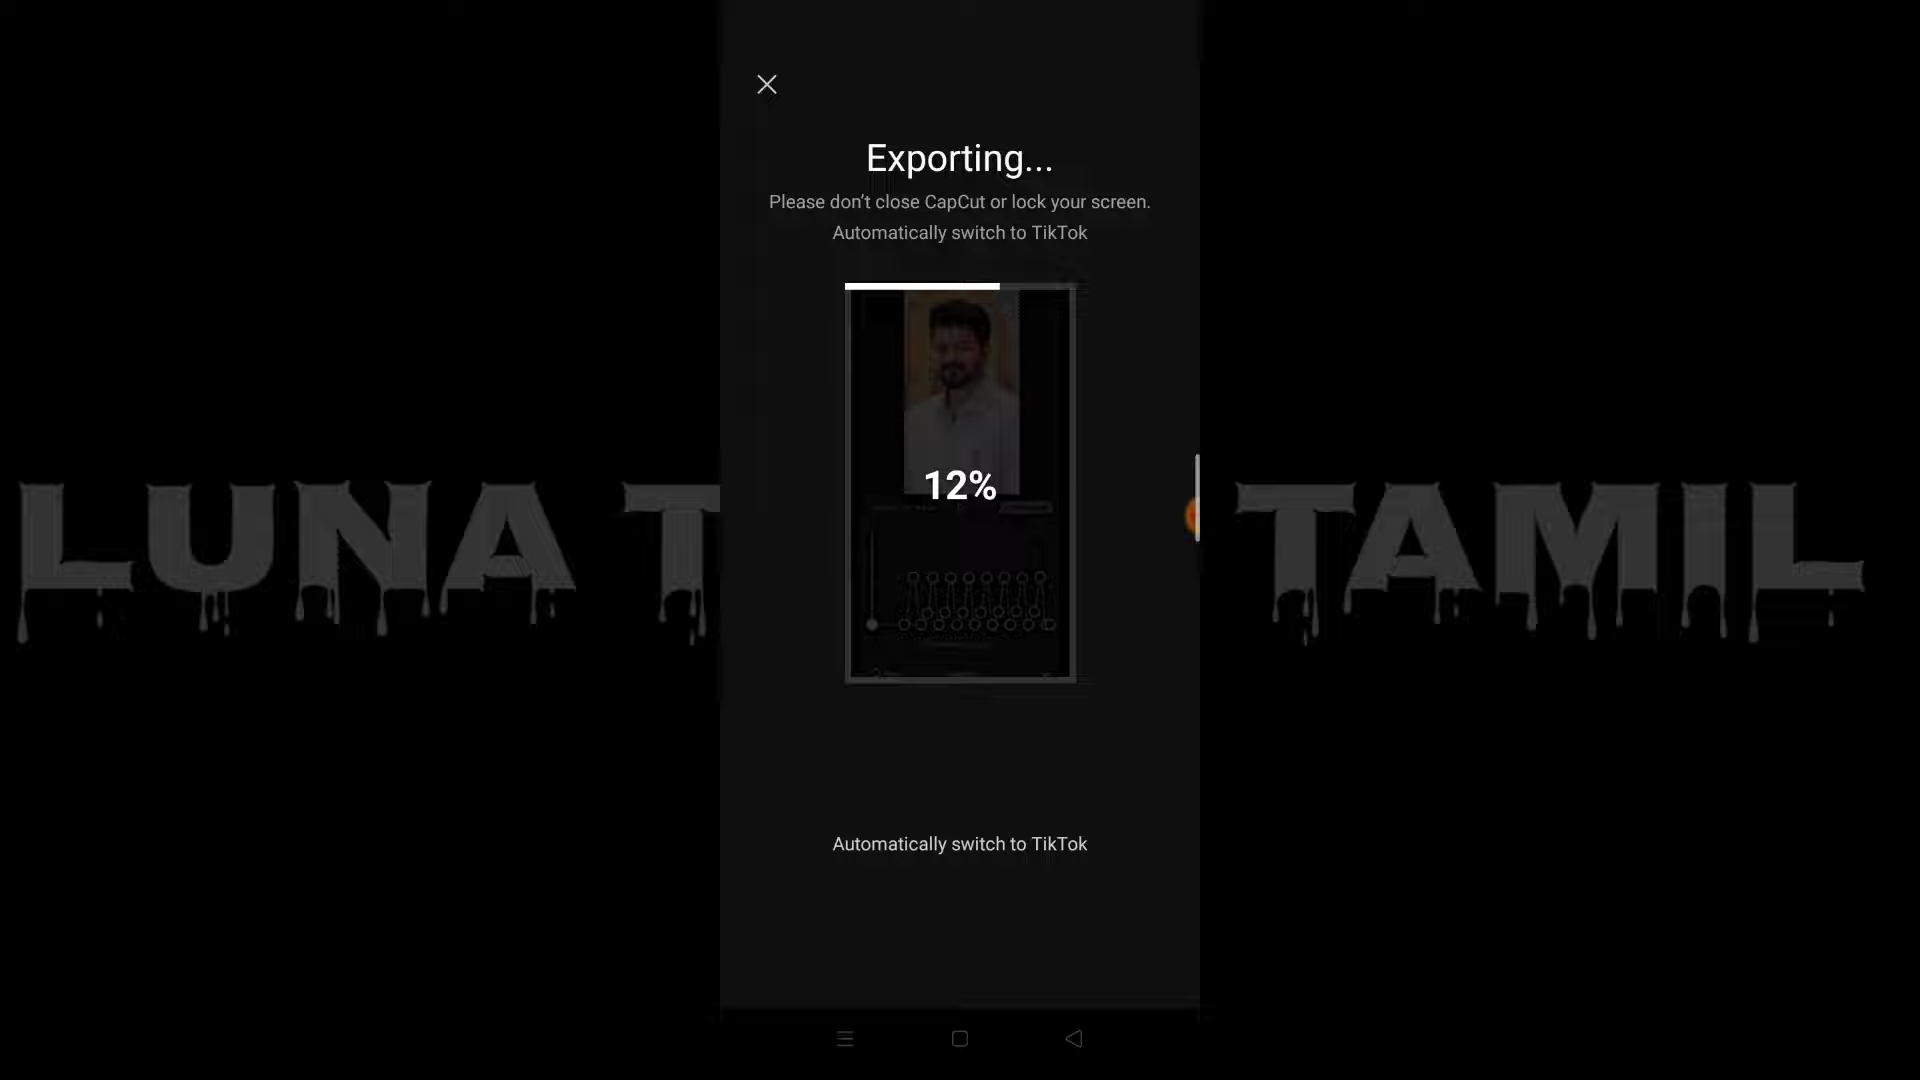 Exporting...
Please don't close CapCut or lock your screen.
Automatically switch to TikTok
12%
LUNA T
TAMIL
Automatically switch to TikTok